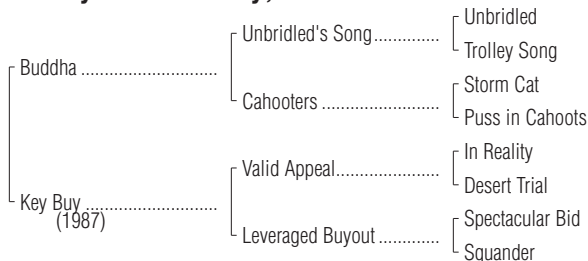 Unbridled
Unbridled's Song..............
Trolley Song
Buddha .............................
Storm Cat
Cahooters .........................
Puss in Cahoots
In Reality
Valid Appeal......................
Desert Trial
Key Buy ............................
(1987)
Spectacular Bid
Leveraged Buyout .............
Squander